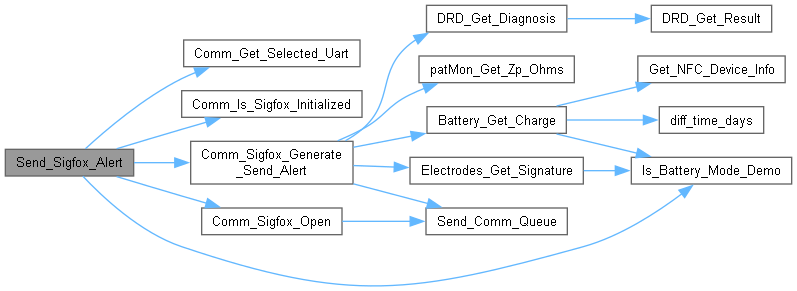 Send_Sigfox_Alert
Comm_Get_Selected_Uart
Comm_Is_Sigfox_Initialized
Comm_Sigfox_Generate
_Send_Alert
Comm_Sigfox_Open
DRD_Get_Diagnosis
patMon_Get_Zp_Ohms
Battery_Get_Charge
Electrodes_Get_Signature
Send_Comm_Queue
DRD_Get_Result
Get_NFC_Device_Info
diff_time_days
Is_Battery_Mode_Demo